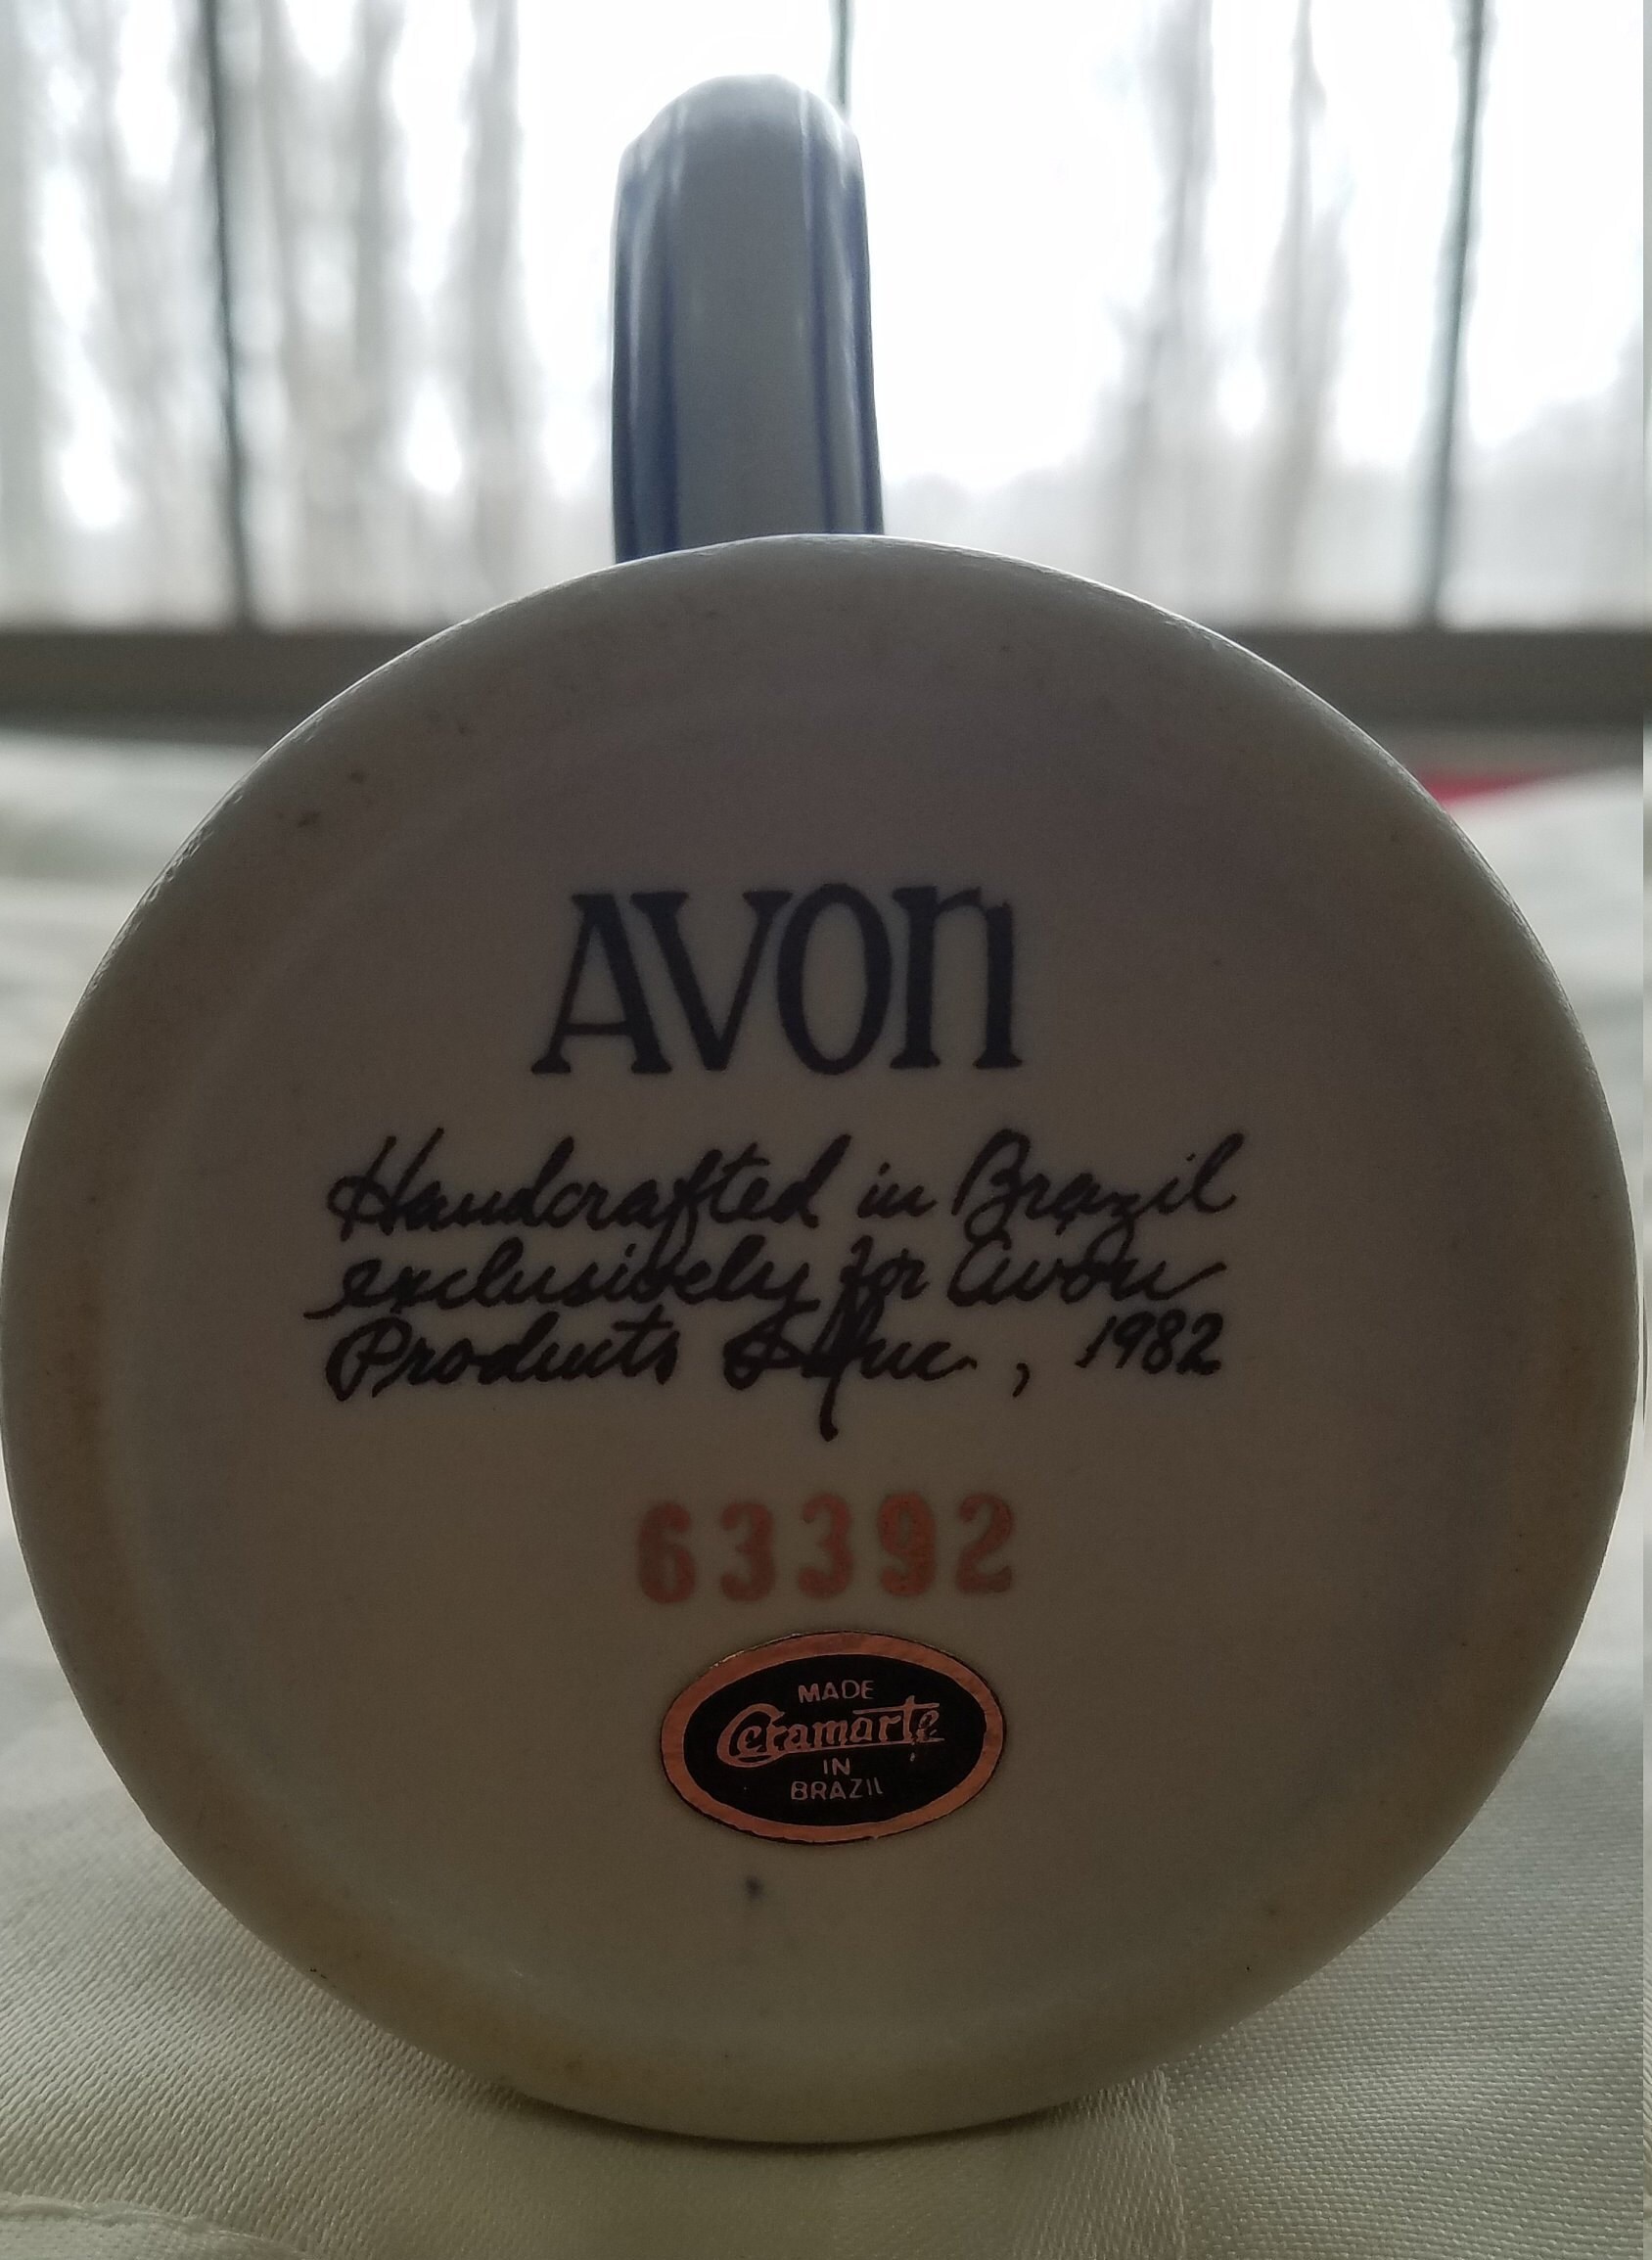 AVON
Handcrafted in Brazil
exclusively for Avon
Products Inc., 1982
63392
MADE
Ceramarte
IN
BRAZIL